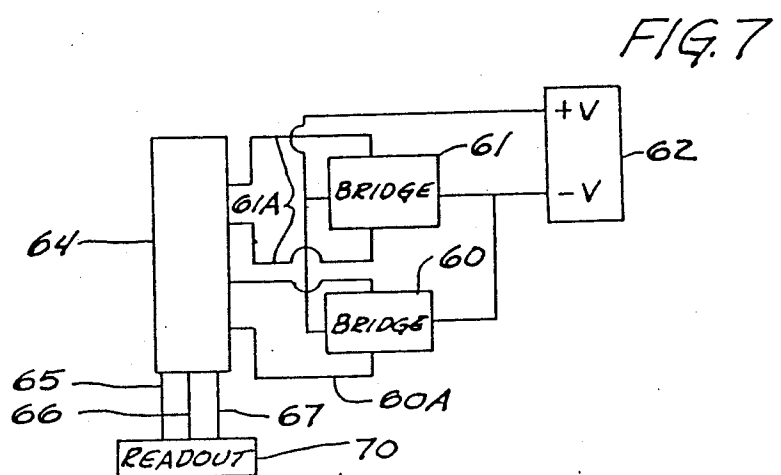 FIG. 7
+V
61
62
BRIDGE
-V
61A
64
60
BRIDGE
65
66
67
60A
READOUT
70